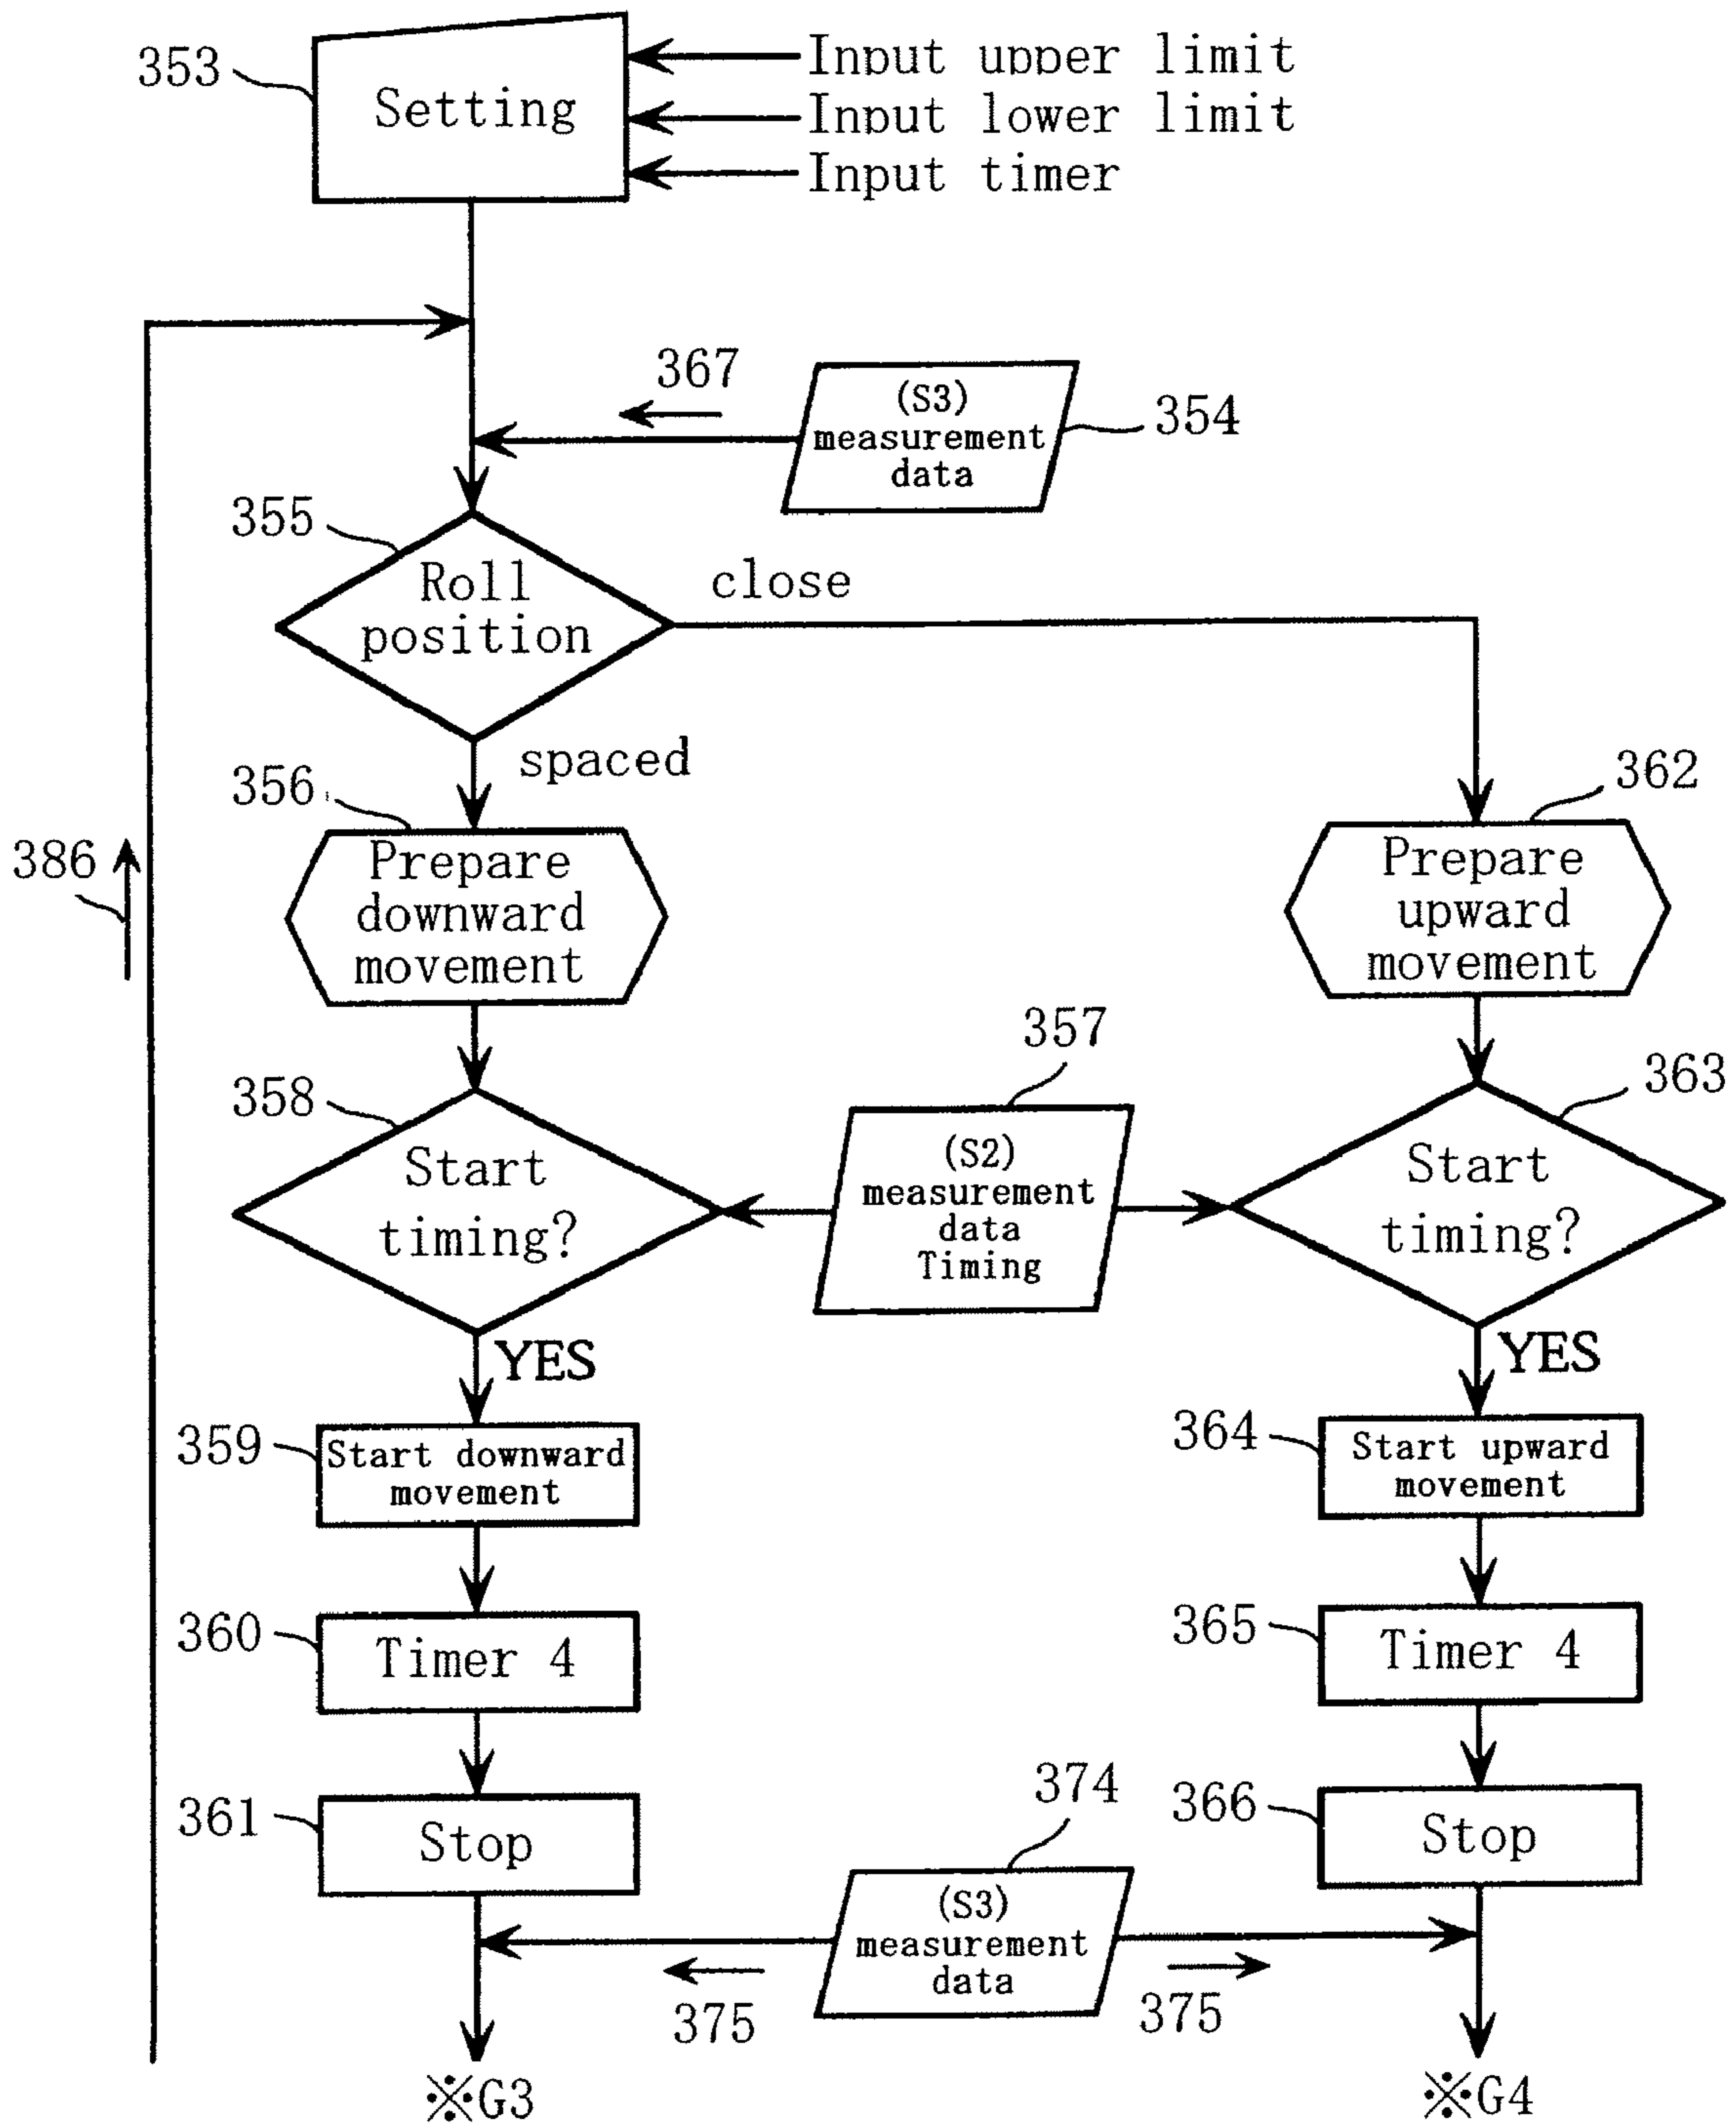 353
Setting
Input upper limit
Input lower limit
Input timer
367
(S3)
measurement
data
354
355
Roll
position
close
spaced
356
Prepare
downward
movement
362
Prepare
upward
movement
386
357
(S2)
measurement
data
Timing
358
Start
timing?
363
Start
timing?
YES
YES
359
Start downward
movement
364
Start upward
movement
360
Timer 4
365
Timer 4
361
Stop
374
(S3)
measurement
data
366
Stop
375
375
※G3
※G4